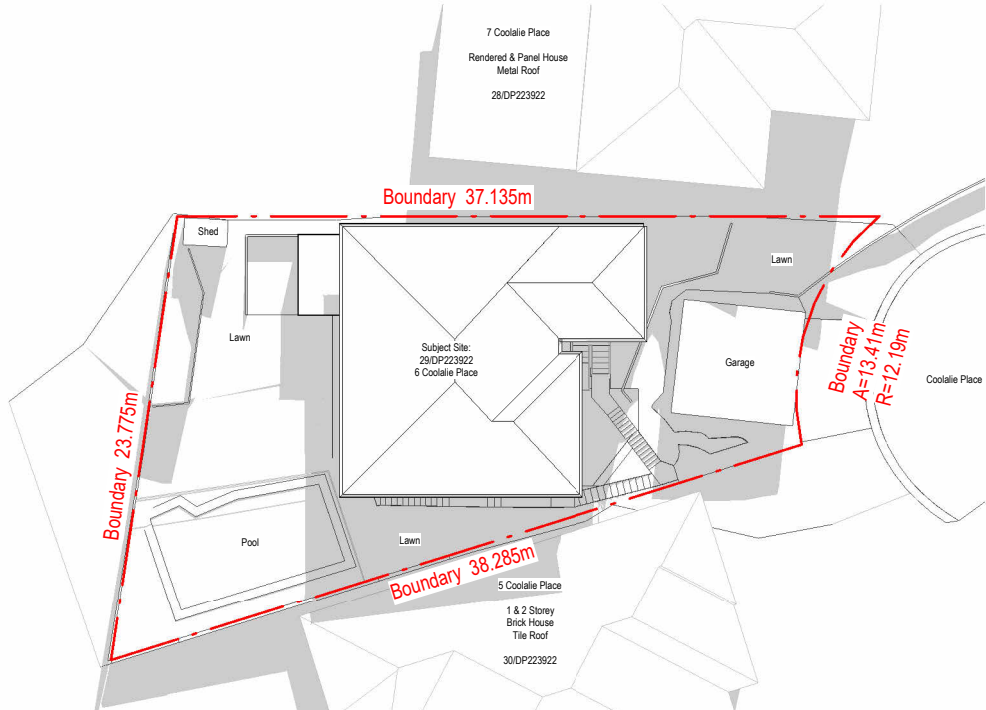 7 Coolalie Place
Rendered & Panel House
Metal Roof
28/DP223922
Boundary 37.135m
Shed
Lawn
Lawn
Subject Site:
29/DP223922
6 Coolalie Place
Garage
Boundary
A=13.41m
R=12.19m
Coolalie Place
Boundary 23.775m
Pool
Lawn
Boundary 38.285m
5 Coolalie Place
1 & 2 Storey
Brick House
Tile Roof
30/DP223922